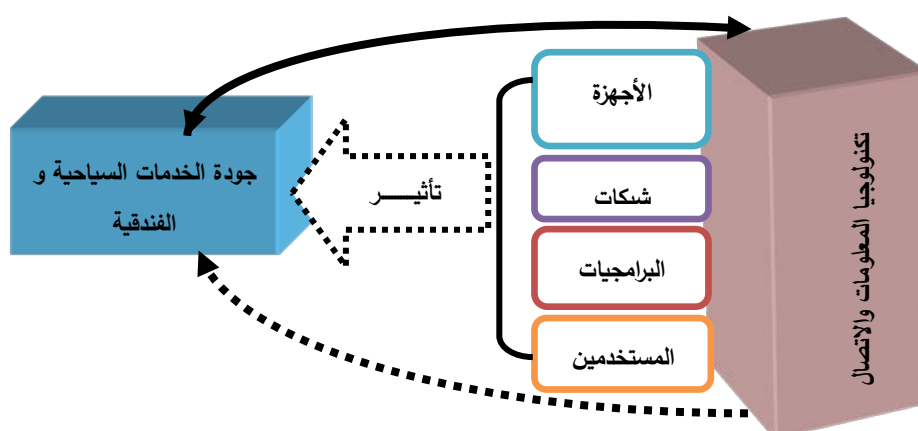 تكنولوجيا المعلومات والاتصال
الأجهزة
شبكات
البرامجيات
المستخدمين
تأثيـــــر
جودة الخدمات السياحية و
الفندقية